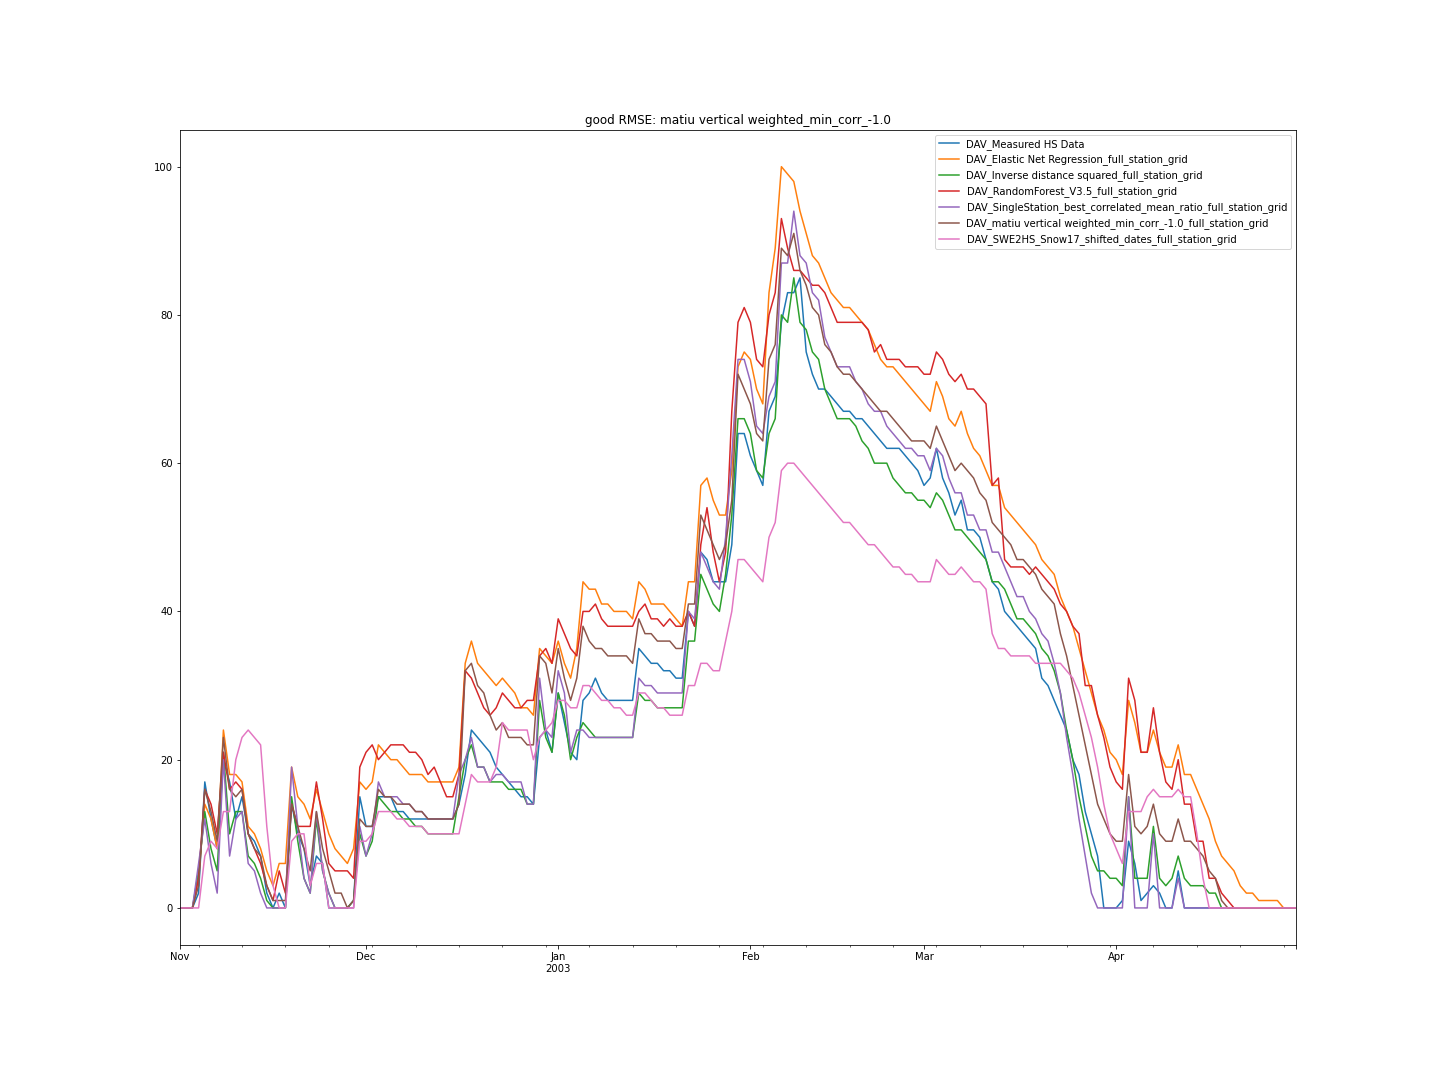 good RMSE: matiu vertical weighted_min_corr_-1.0
DAV_Measured HS Data
DAV_Elastic Net Regression_full_station_grid
DAV_Inverse distance squared_full_station_grid
DAV_RandomForest_V3.5_full_station_grid
DAV_SingleStation_best_correlated_mean_ratio_full_station_grid
DAV_matiu vertical weighted_min_corr_-1.0_full_station_grid
DAV_SWE2HS_Snow17_shifted_dates_full_station_grid
100
80
60
40
20
0
Nov Dec Jan Feb Mar Apr
2003